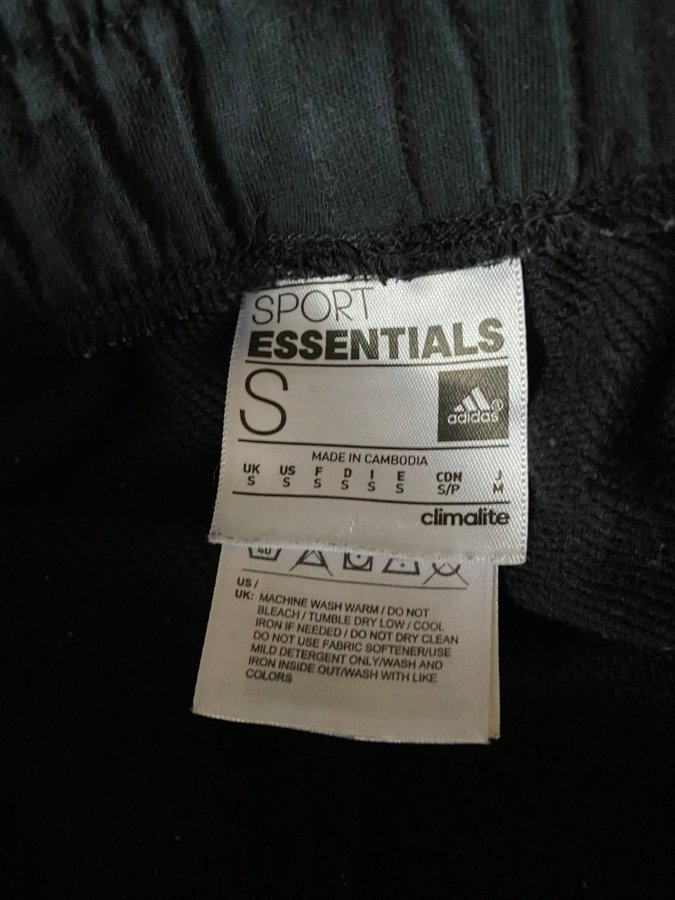 SPORT
ESSENTIALS
S
adidas®
MADE IN CAMBODIA
UK US F D I E CDN J
S S S S S S S/P M
climalite
40
US /
UK: MACHINE WASH WARM / DO NOT
BLEACH / TUMBLE DRY LOW / COOL
IRON IF NEEDED / DO NOT DRY CLEAN
DO NOT USE FABRIC SOFTENER/USE
MILD DETERGENT ONLY/WASH AND
IRON INSIDE OUT/WASH WITH LIKE
COLORS